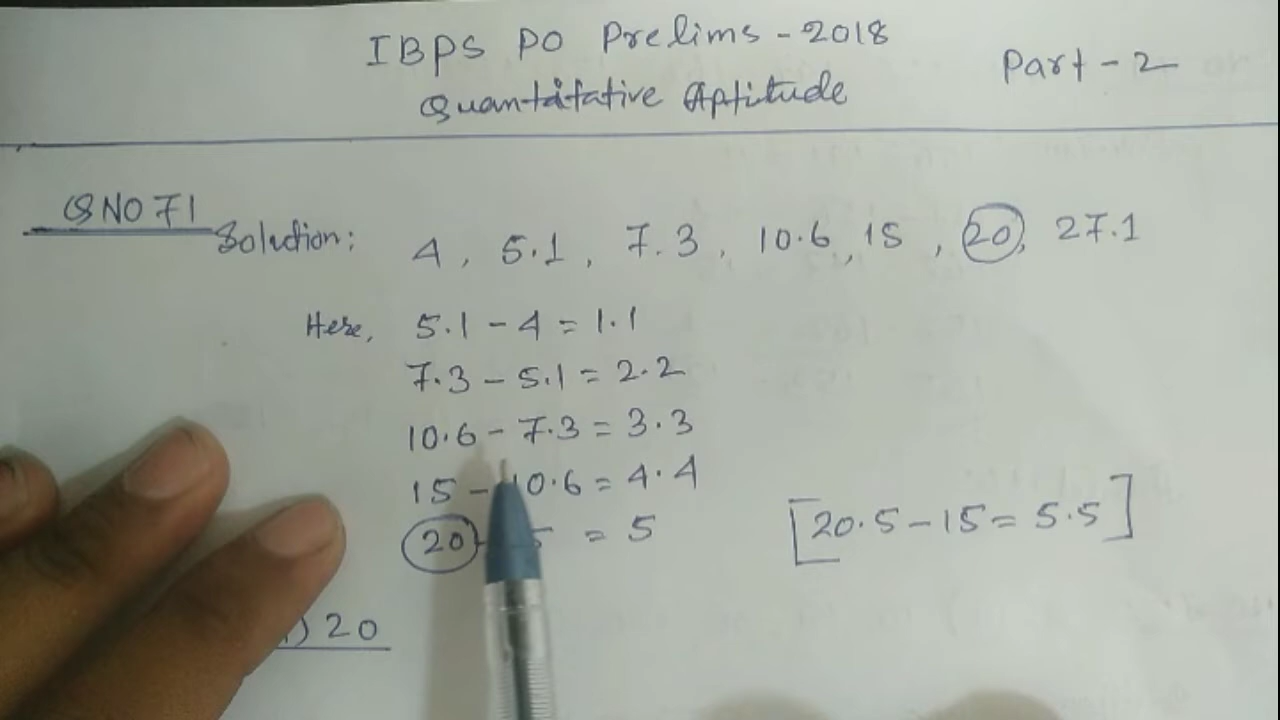 IBPS PO Prelims - 2018
Quantitative Aptitude
Part - 2
QNO 71
Solution: 4, 5.1, 7.3, 10.6, 15, 20, 27.1
Here, 5.1 - 4 = 1.1
7.3 - 5.1 = 2.2
10.6 - 7.3 = 3.3
15 - 10.6 = 4.4
20 - = 5 [20.5 - 15 = 5.5]
) 20